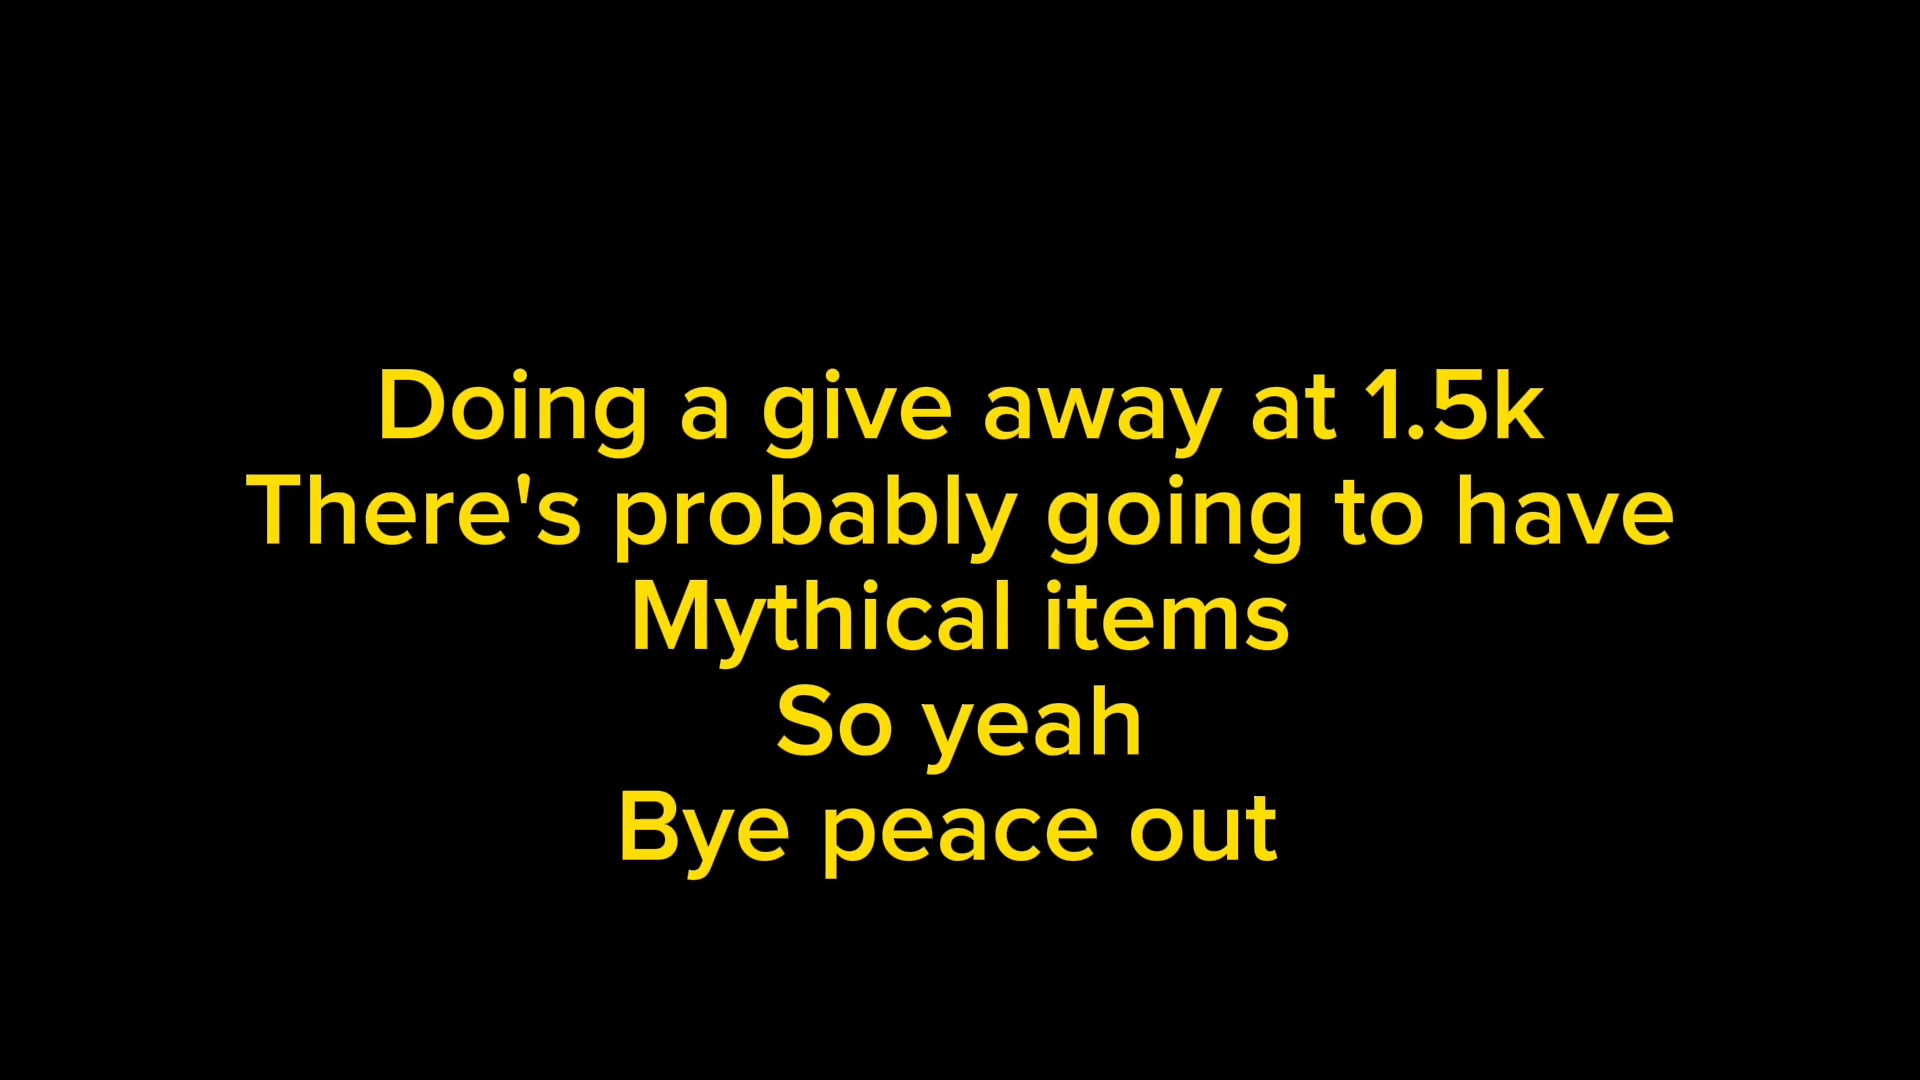 Doing a give away at 1.5k
There's probably going to have
Mythical items
So yeah
Bye peace out